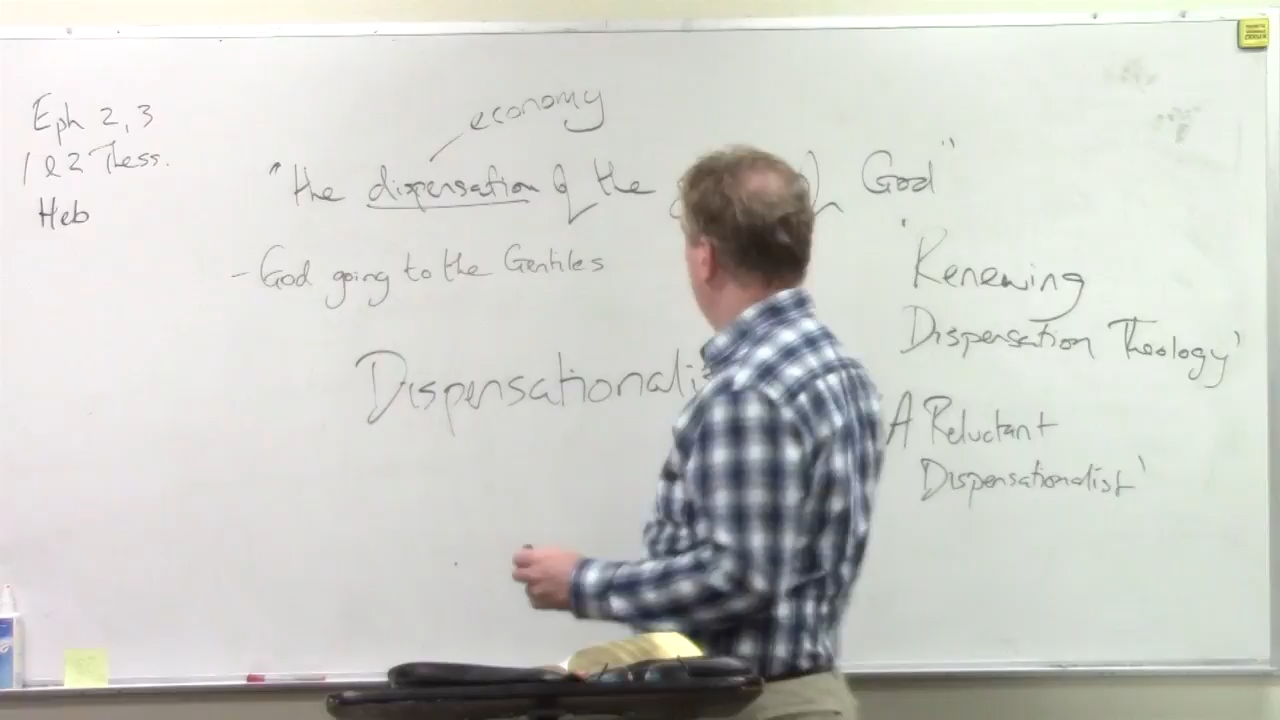 Eph 2, 3
1 & 2 Thess.
Heb
economy
"the dispensation of the God"
- God going to the Gentiles
Dispensationalis
'Renewing
Dispensation Theology'
'A Reluctant
Dispensationalist'